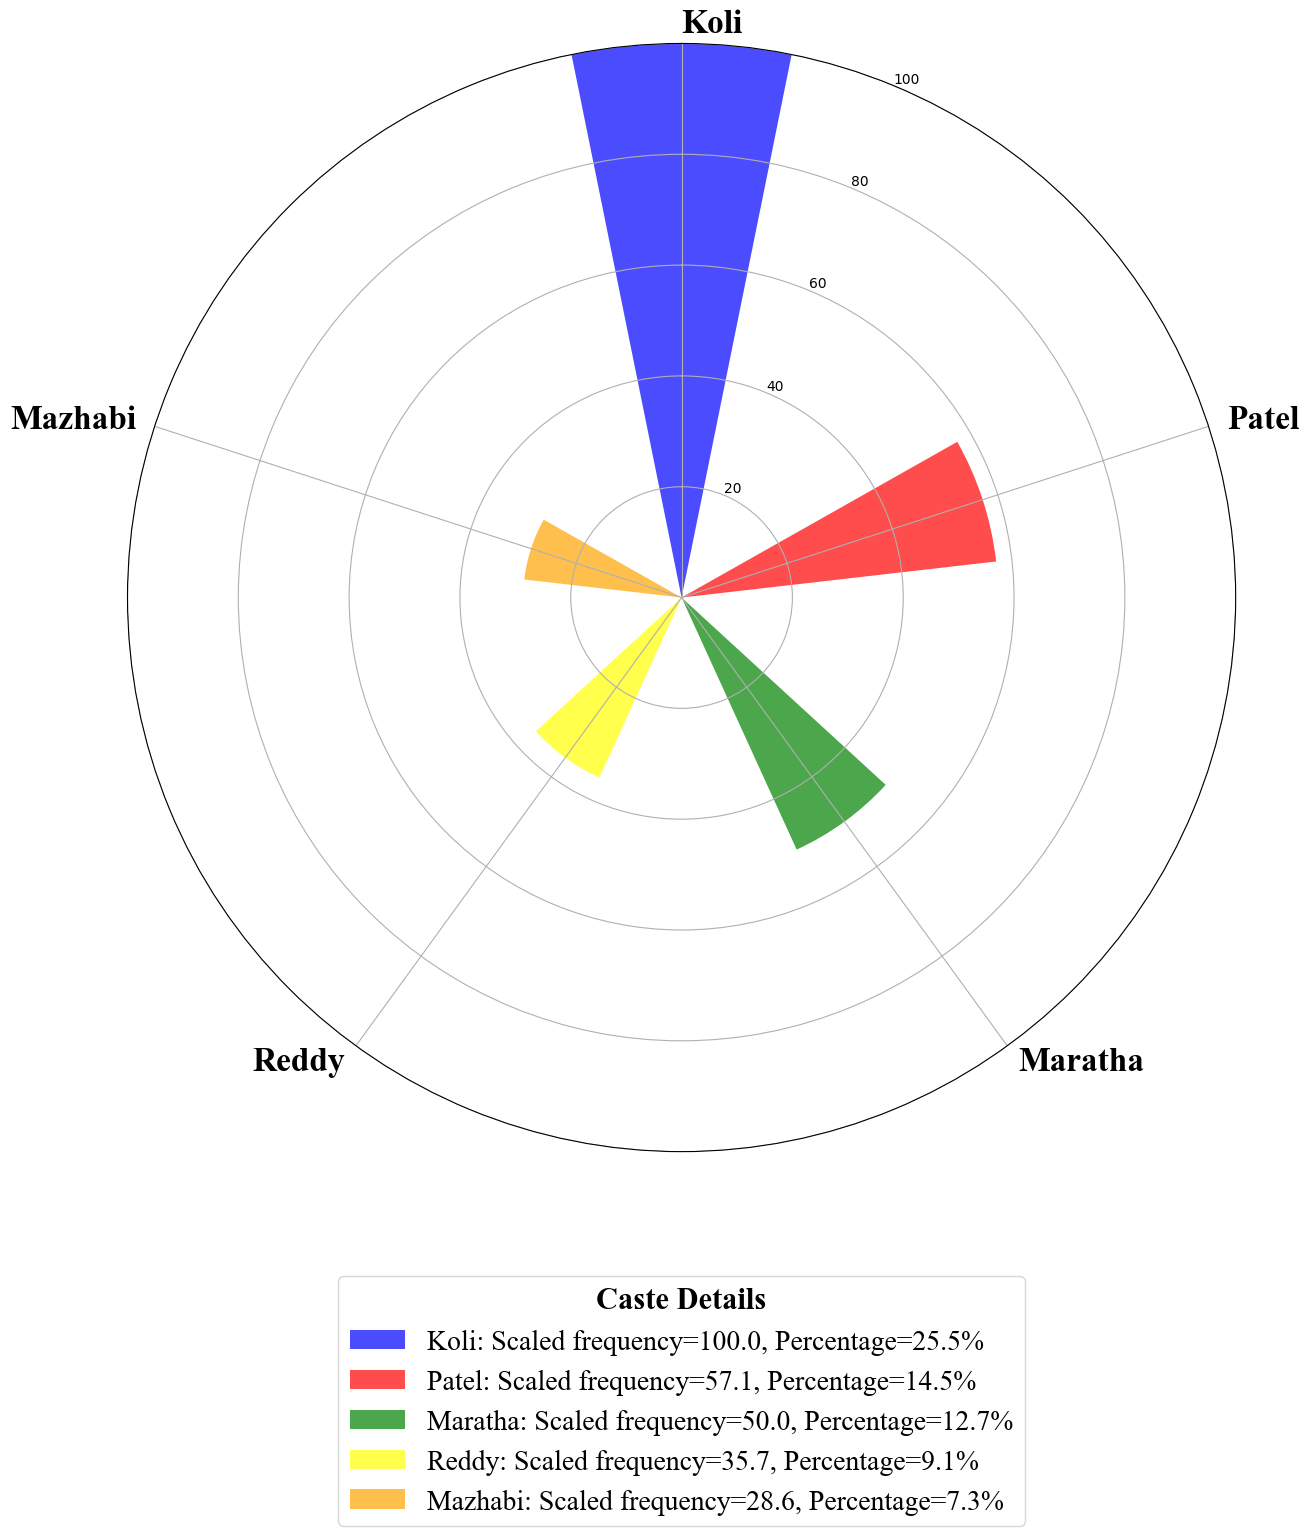 Koli
100
80
60
40
20
Mazhabi
Patel
Reddy
Maratha
Caste Details
Koli: Scaled frequency=100.0, Percentage=25.5%
Patel: Scaled frequency=57.1, Percentage=14.5%
Maratha: Scaled frequency=50.0, Percentage=12.7%
Reddy: Scaled frequency=35.7, Percentage=9.1%
Mazhabi: Scaled frequency=28.6, Percentage=7.3%